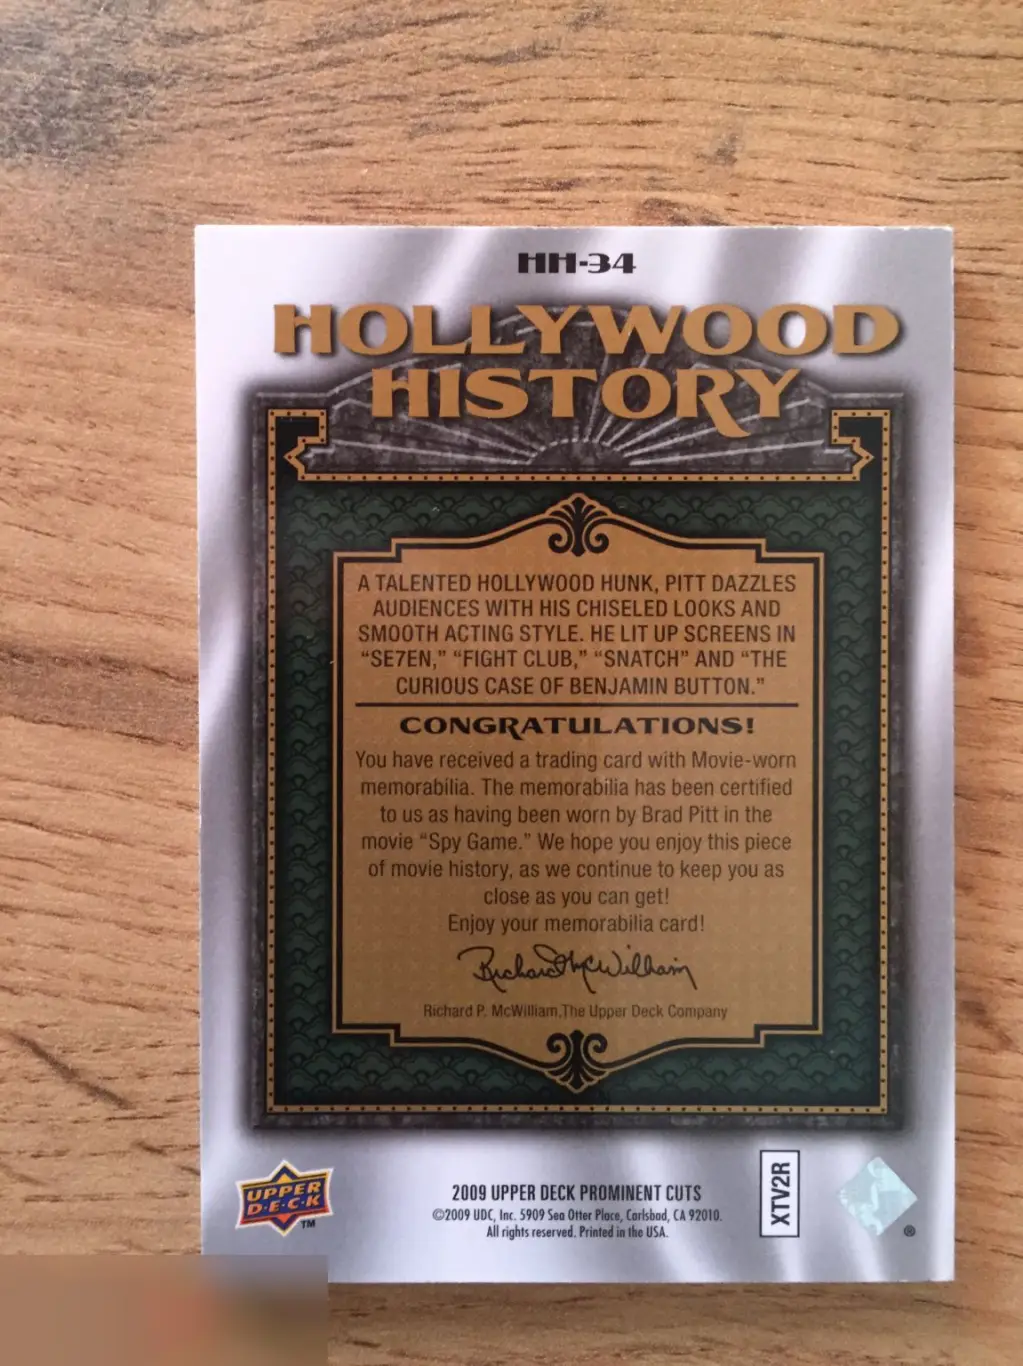 HH-34
HOLLYWOOD
HISTORY
A TALENTED HOLLYWOOD HUNK, PITT DAZZLES
AUDIENCES WITH HIS CHISELED LOOKS AND
SMOOTH ACTING STYLE. HE LIT UP SCREENS IN
“SE7EN,” “FIGHT CLUB,” “SNATCH” AND “THE
CURIOUS CASE OF BENJAMIN BUTTON.”
CONGRATULATIONS!
You have received a trading card with Movie-worn
memorabilia. The memorabilia has been certified
to us as having been worn by Brad Pitt in the
movie “Spy Game.” We hope you enjoy this piece
of movie history, as we continue to keep you as
close as you can get!
Enjoy your memorabilia card!
Richard McWilliam
Richard P. McWilliam,The Upper Deck Company
UPPER
D·E·C·K
TM
2009 UPPER DECK PROMINENT CUTS
©2009 UDC, Inc. 5909 Sea Otter Place, Carlsbad, CA 92010.
All rights reserved. Printed in the USA.
XTV2R
®